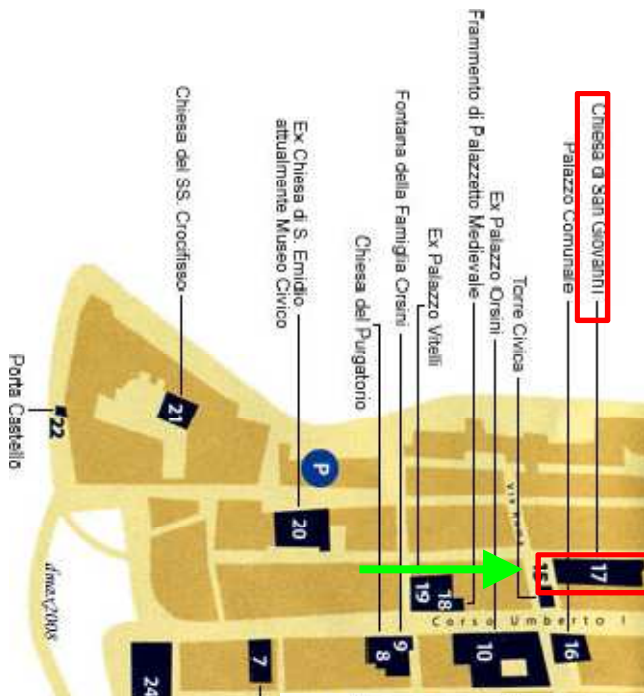 Chiesa di San Giovanni
Palazzo Comunale
Torre Civica
Ex Palazzo Orsini
Frammento di Palazzetto Medievale
Ex Palazzo Vitelli
Fontana della Famiglia Orsini
Chiesa del Purgatorio
Ex Chiesa di S. Emidio
attualmente Museo Civico
Chiesa del SS. Crocifisso
Porta Castello
22
21
P
20
19
18
17
15
16
10
9
8
7
24
Corso Umberto I
dmax2008